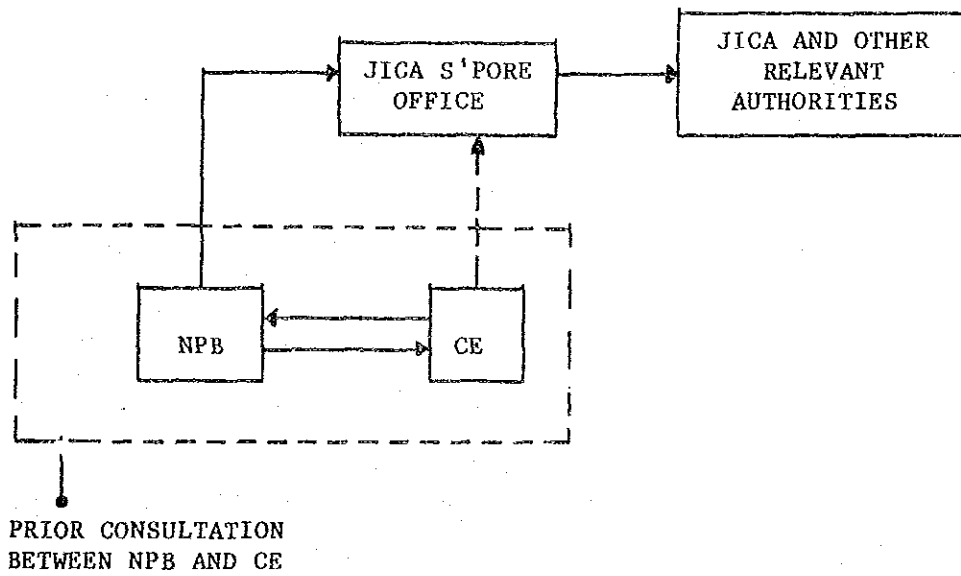 JICA S'PORE
OFFICE
JICA AND OTHER
RELEVANT
AUTHORITIES
NPB
CE
PRIOR CONSULTATION
BETWEEN NPB AND CE